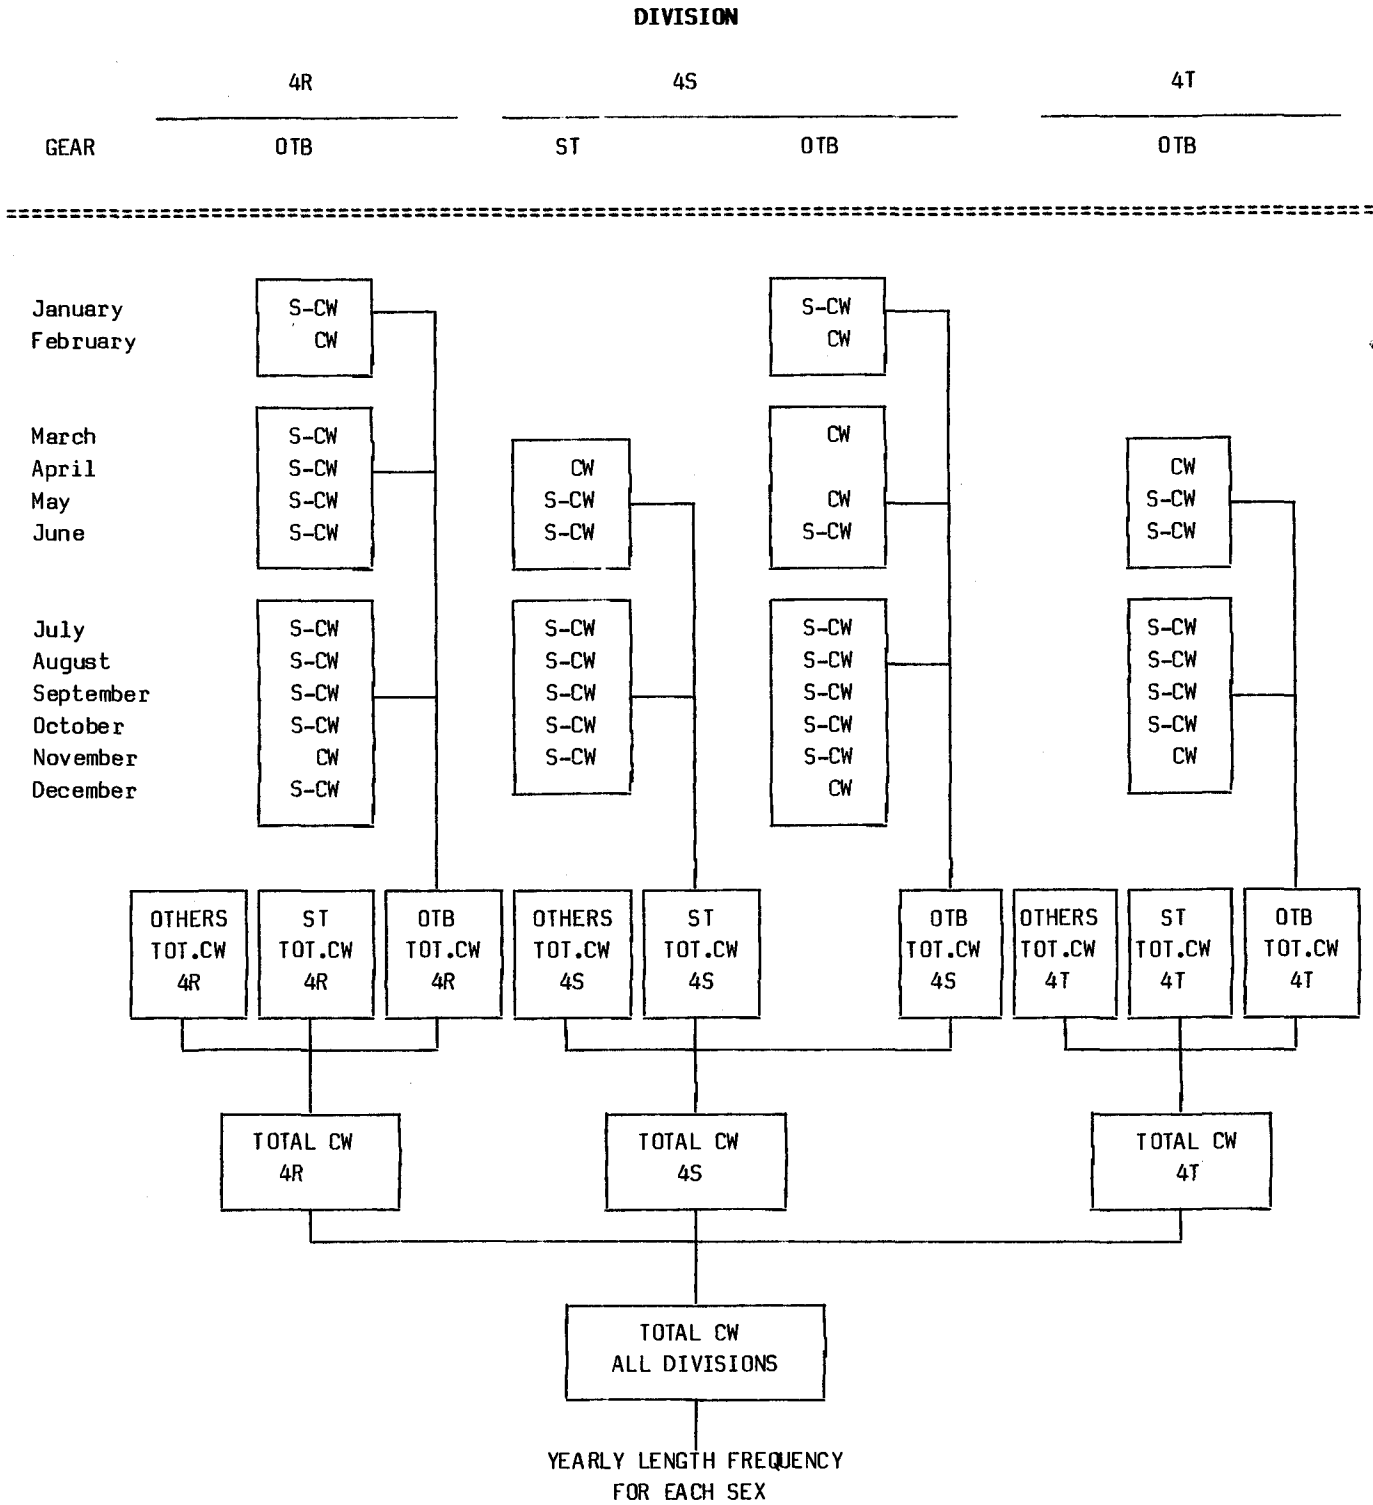 DIVISION
4R 4S 4T
GEAR OTB ST OTB OTB
January S-CW S-CW
February CW CW
March S-CW CW
April S-CW CW CW
May S-CW S-CW CW S-CW
June S-CW S-CW S-CW S-CW
July S-CW S-CW S-CW S-CW
August S-CW S-CW S-CW S-CW
September S-CW S-CW S-CW S-CW
October S-CW S-CW S-CW S-CW
November CW S-CW S-CW CW
December S-CW CW
OTHERS ST OTB OTHERS ST OTB OTHERS ST OTB
TOT.CW TOT.CW TOT.CW TOT.CW TOT.CW TOT.CW TOT.CW TOT.CW TOT.CW
4R 4R 4R 4S 4S 4S 4T 4T 4T
TOTAL CW TOTAL CW TOTAL CW
4R 4S 4T
TOTAL CW
ALL DIVISIONS
YEARLY LENGTH FREQUENCY
FOR EACH SEX